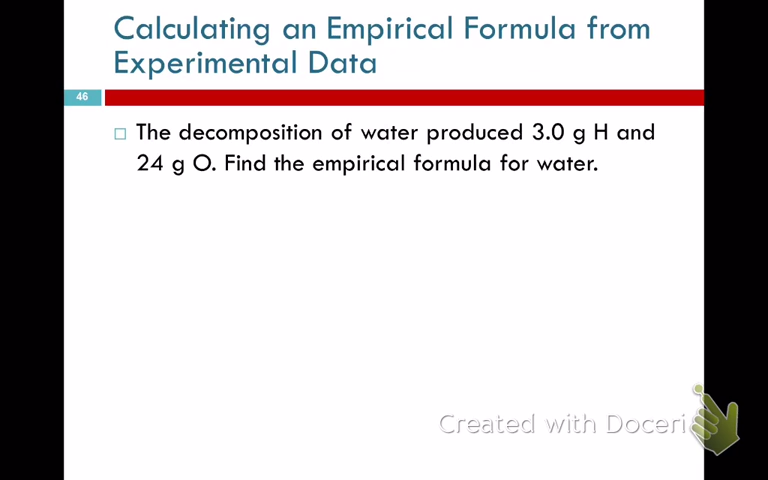 Calculating an Empirical Formula from
Experimental Data
46
The decomposition of water produced 3.0 g H and
24 g O. Find the empirical formula for water.
Created with Doceri